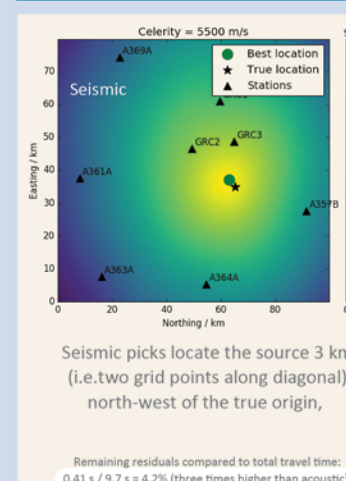 Celerity = 5500 m/s
Seismic
Best location
True location
Stations
A369A
GRC2
GRC3
A361A
A357B
A363A
A364A
70
60
50
40
30
20
10
0
Easting / km
0
20
40
60
80
Northing / km
Seismic picks locate the source 3 km
(i.e.two grid points along diagonal)
north-west of the true origin,
Remaining residuals compared to total travel time:
0.41 s / 9.7 s = 4.2% (three times higher than acoustic)